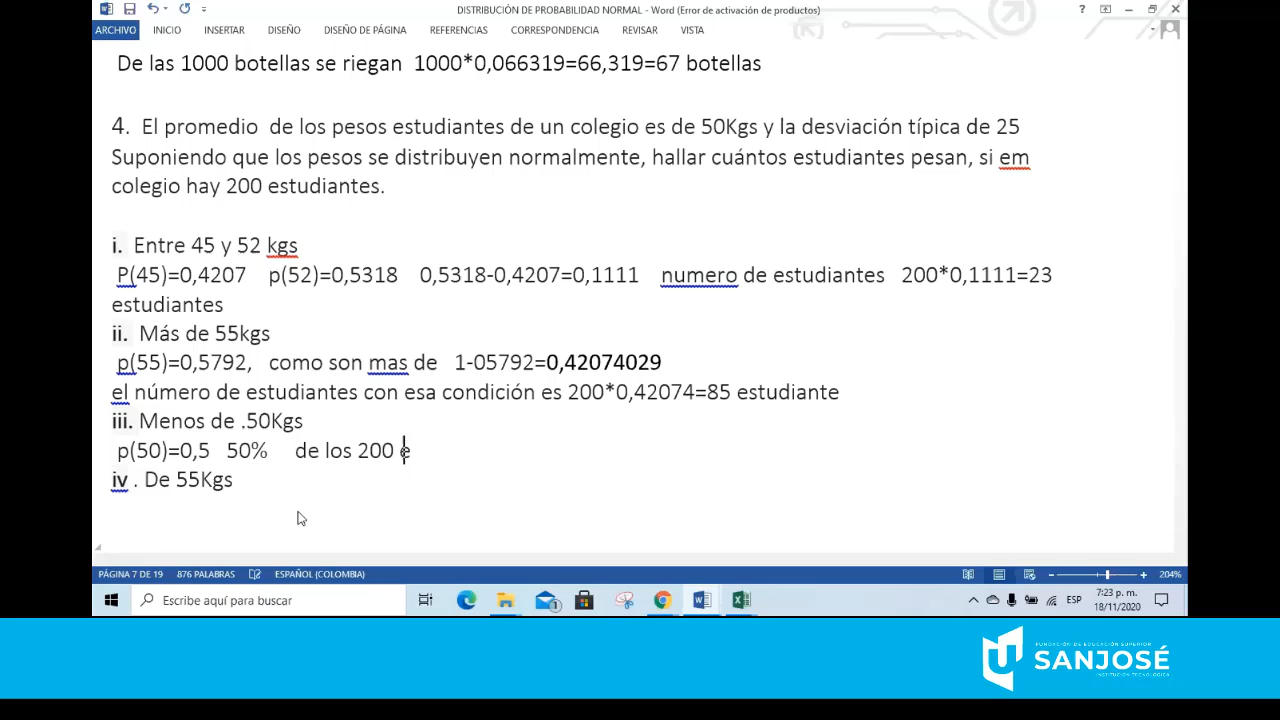 DISTRIBUCIÓN DE PROBABILIDAD NORMAL - Word (Error de activación de productos)
ARCHIVO INICIO INSERTAR DISEÑO DISEÑO DE PÁGINA REFERENCIAS CORRESPONDENCIA REVISAR VISTA
De las 1000 botellas se riegan 1000*0,066319=66,319=67 botellas
4. El promedio de los pesos estudiantes de un colegio es de 50Kgs y la desviación típica de 25
Suponiendo que los pesos se distribuyen normalmente, hallar cuántos estudiantes pesan, si em
colegio hay 200 estudiantes.
i. Entre 45 y 52 kgs
P(45)=0,4207 p(52)=0,5318 0,5318-0,4207=0,1111 numero de estudiantes 200*0,1111=23
estudiantes
ii. Más de 55kgs
p(55)=0,5792, como son mas de 1-05792=0,42074029
el número de estudiantes con esa condición es 200*0,42074=85 estudiante
iii. Menos de .50Kgs
p(50)=0,5 50% de los 200 e
iv . De 55Kgs
PÁGINA 7 DE 19 876 PALABRAS ESPAÑOL (COLOMBIA) 204%
Escribe aquí para buscar
1
ESP
7:23 p. m.
18/11/2020
FUNDACIÓN DE EDUCACIÓN SUPERIOR
SANJOSÉ
INSTITUCIÓN TECNOLÓGICA